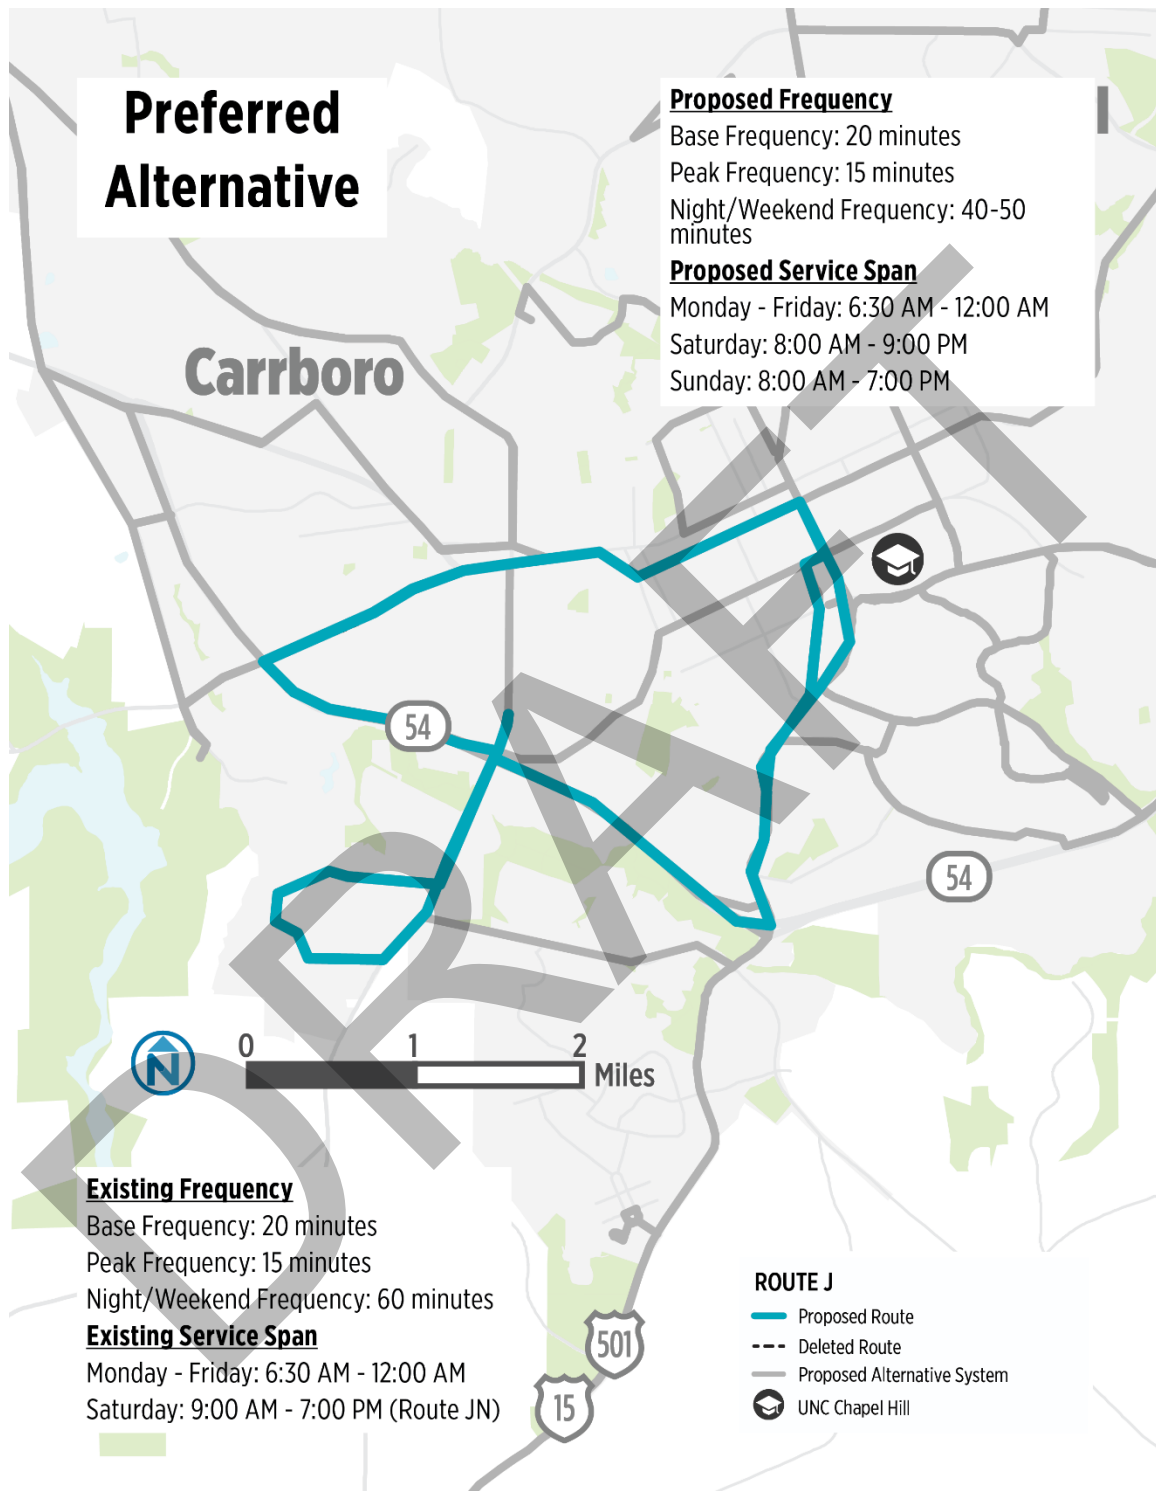 Preferred
Alternative
Proposed Frequency
Base Frequency: 20 minutes
Peak Frequency: 15 minutes
Night/Weekend Frequency: 40-50
minutes
Proposed Service Span
Monday - Friday: 6:30 AM - 12:00 AM
Saturday: 8:00 AM - 9:00 PM
Sunday: 8:00 AM - 7:00 PM
Carrboro
54
54
DRAFT
N
0 1 2
Miles
Existing Frequency
Base Frequency: 20 minutes
Peak Frequency: 15 minutes
Night/Weekend Frequency: 60 minutes
Existing Service Span
Monday - Friday: 6:30 AM - 12:00 AM
Saturday: 9:00 AM - 7:00 PM (Route JN)
501
15
ROUTE J
Proposed Route
Deleted Route
Proposed Alternative System
UNC Chapel Hill